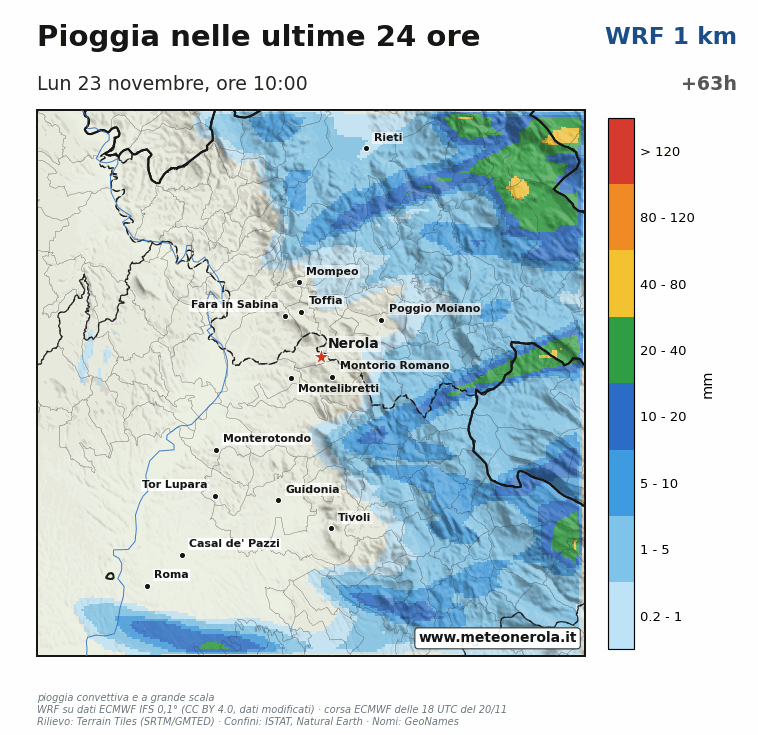 Pioggia nelle ultime 24 ore
WRF 1 km
Lun 23 novembre, ore 10:00
+63h
Rieti
> 120
80 - 120
Mompeo
40 - 80
Fara in Sabina
Toffia
Poggio Moiano
Nerola
20 - 40
Montorio Romano
Montelibretti
mm
10 - 20
Monterotondo
Tor Lupara
Guidonia
5 - 10
Tivoli
Casal de' Pazzi
1 - 5
Roma
0.2 - 1
www.meteonerola.it
pioggia convettiva e a grande scala
WRF su dati ECMWF IFS 0,1° (CC BY 4.0, dati modificati) · corsa ECMWF delle 18 UTC del 20/11
Rilievo: Terrain Tiles (SRTM/GMTED) · Confini: ISTAT, Natural Earth · Nomi: GeoNames